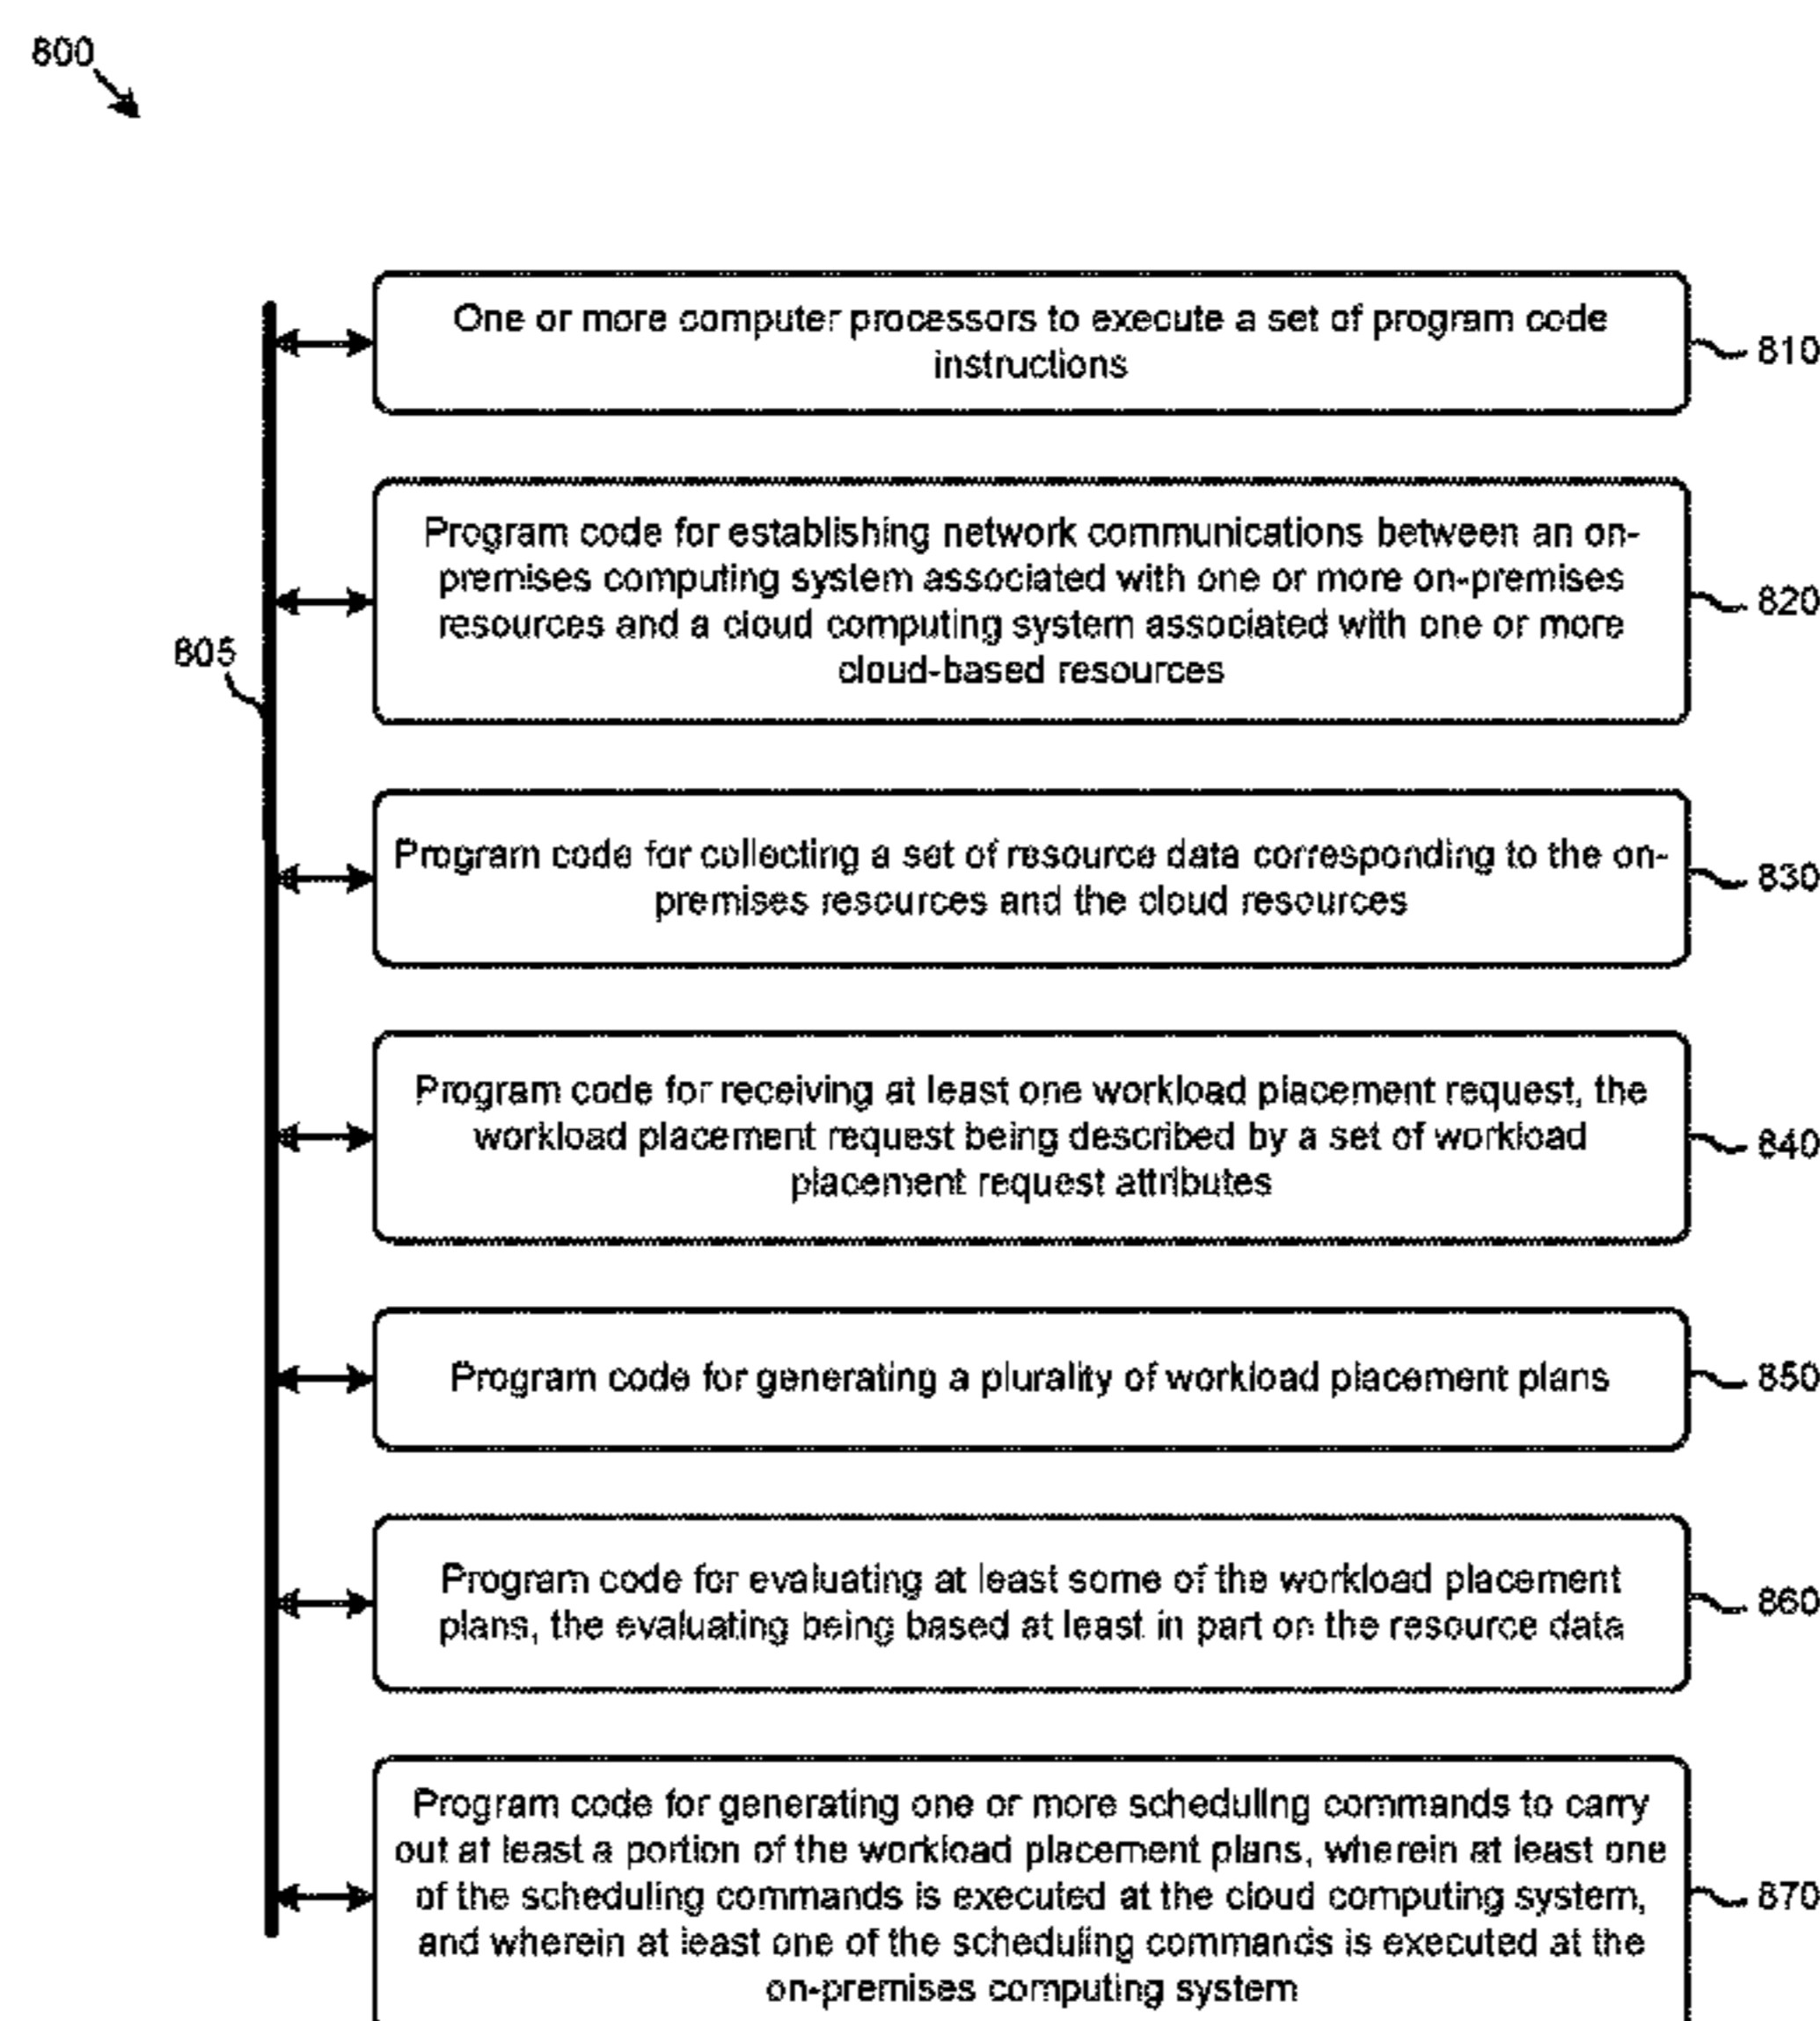 800
One or more computer processors to execute a set of program code
instructions
810
Program code for establishing network communications between an on-
premises computing system associated with one or more on-premises
resources and a cloud computing system associated with one or more
cloud-based resources
820
805
Program code for collecting a set of resource data corresponding to the on-
premises resources and the cloud resources
830
Program code for receiving at least one workload placement request, the
workload placement request being described by a set of workload
placement request attributes
840
Program code for generating a plurality of workload placement plans
850
Program code for evaluating at least some of the workload placement
plans, the evaluating being based at least in part on the resource data
860
Program code for generating one or more scheduling commands to carry
out at least a portion of the workload placement plans, wherein at least one
of the scheduling commands is executed at the cloud computing system,
and wherein at least one of the scheduling commands is executed at the
on-premises computing system
870